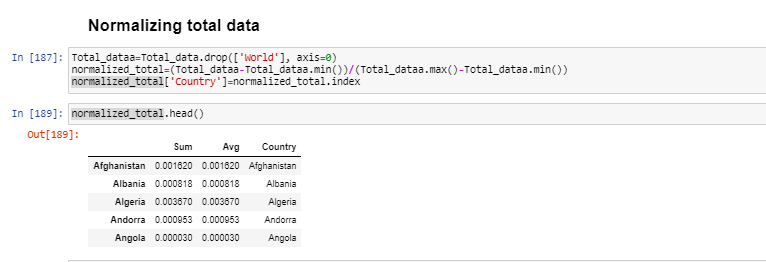 Normalizing total data
In [187]: Total_dataa=Total_data.drop(['World'], axis=0)
normalized_total=(Total_dataa-Total_dataa.min())/(Total_dataa.max()-Total_dataa.min())
normalized_total['Country']=normalized_total.index
In [189]: normalized_total.head()
Out[189]:
Sum Avg Country
Afghanistan 0.001620 0.001620 Afghanistan
Albania 0.000818 0.000818 Albania
Algeria 0.003670 0.003670 Algeria
Andorra 0.000953 0.000953 Andorra
Angola 0.000030 0.000030 Angola